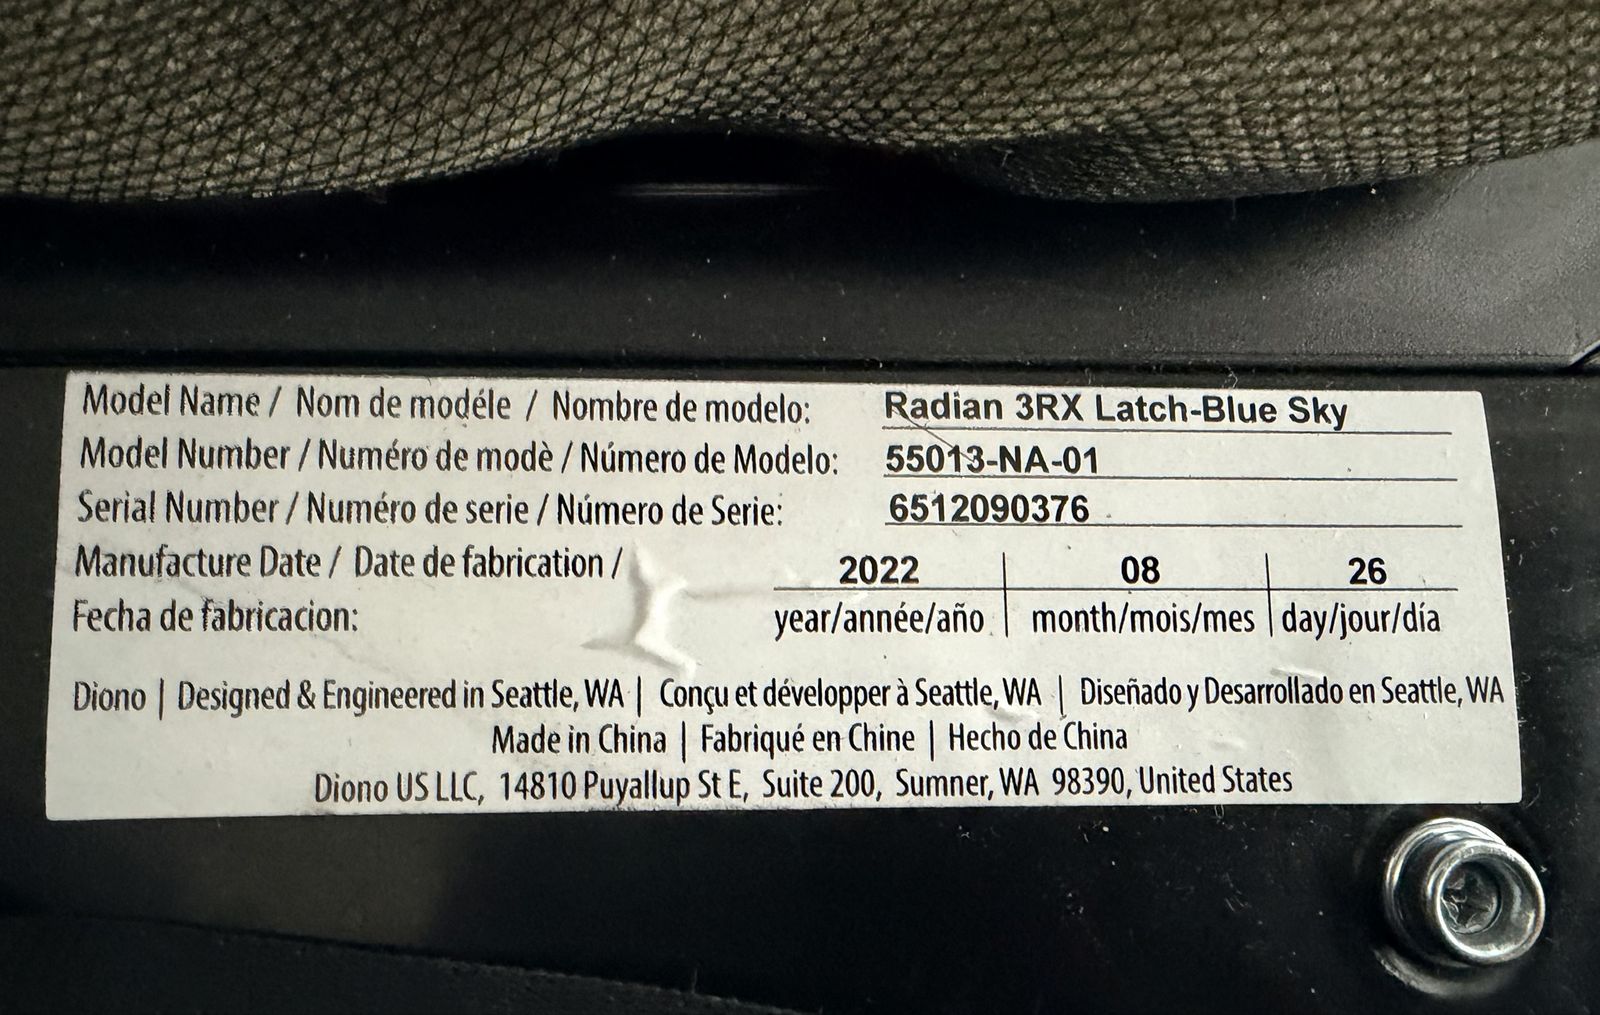 Model Name / Nom de modéle / Nombre de modelo: Radian 3RX Latch-Blue Sky
Model Number / Numéro de modè / Número de Modelo: 55013-NA-01
Serial Number / Numéro de serie / Número de Serie: 6512090376
Manufacture Date / Date de fabrication / 2022 | 08 | 26
Fecha de fabricacion: year/année/año | month/mois/mes | day/jour/día
Diono | Designed & Engineered in Seattle, WA | Conçu et développer à Seattle, WA | Diseñado y Desarrollado en Seattle, WA
Made in China | Fabriqué en Chine | Hecho de China
Diono US LLC, 14810 Puyallup St E, Suite 200, Sumner, WA 98390, United States